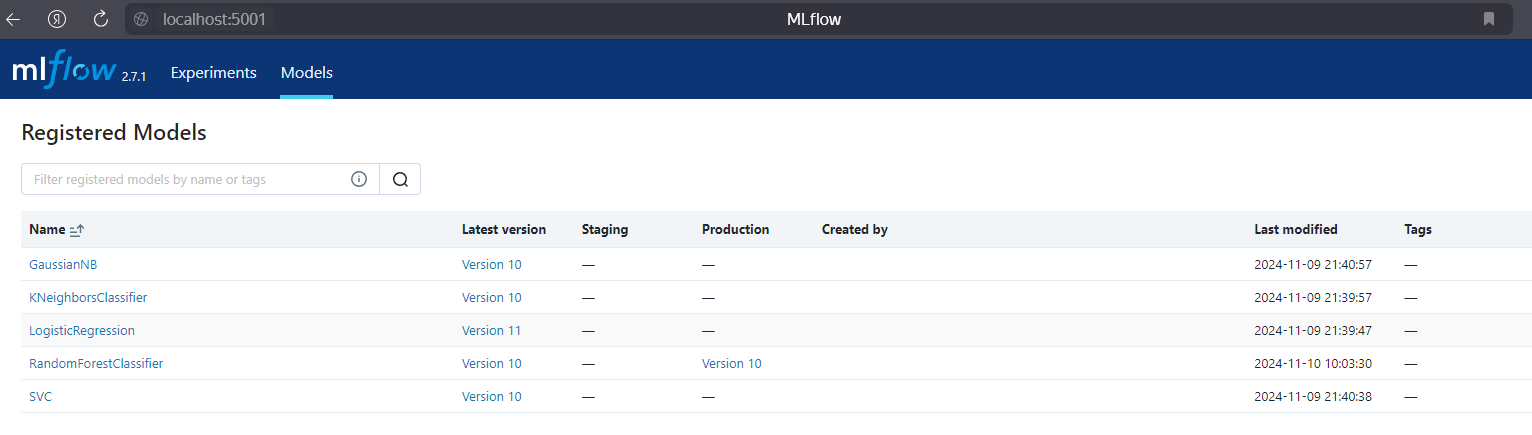 Я localhost:5001 MLflow
mlflow 2.7.1 Experiments Models
Registered Models
Filter registered models by name or tags
Name Latest version Staging Production Created by Last modified Tags
GaussianNB Version 10 — — 2024-11-09 21:40:57 —
KNeighborsClassifier Version 10 — — 2024-11-09 21:39:57 —
LogisticRegression Version 11 — — 2024-11-09 21:39:47 —
RandomForestClassifier Version 10 — Version 10 2024-11-10 10:03:30 —
SVC Version 10 — — 2024-11-09 21:40:38 —